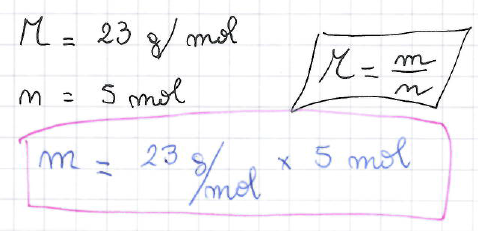 M = 23 g/mol
M = m/n
n = 5 mol
m = 23 g/mol × 5 mol